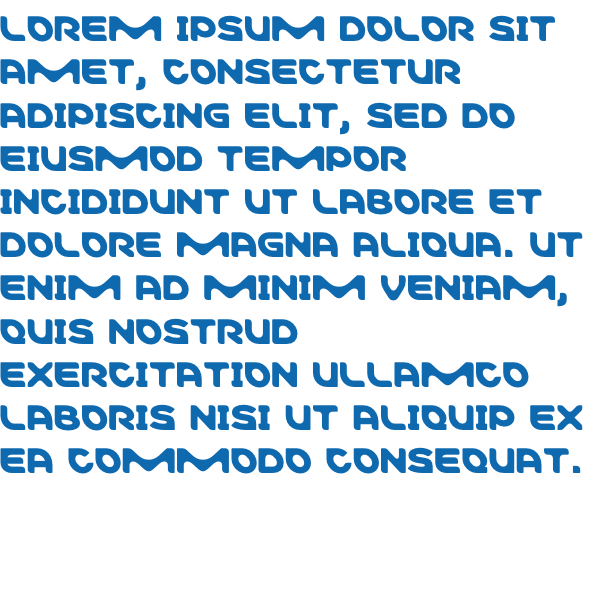 LOREM IPSUM DOLOR SIT
AMET, CONSECTETUR
ADIPISCING ELIT, SED DO
EIUSMOD TEMPOR
INCIDIDUNT UT LABORE ET
DOLORE MAGNA ALIQUA. UT
ENIM AD MINIM VENIAM,
QUIS NOSTRUD
EXERCITATION ULLAMCO
LABORIS NISI UT ALIQUIP EX
EA COMMODO CONSEQUAT.